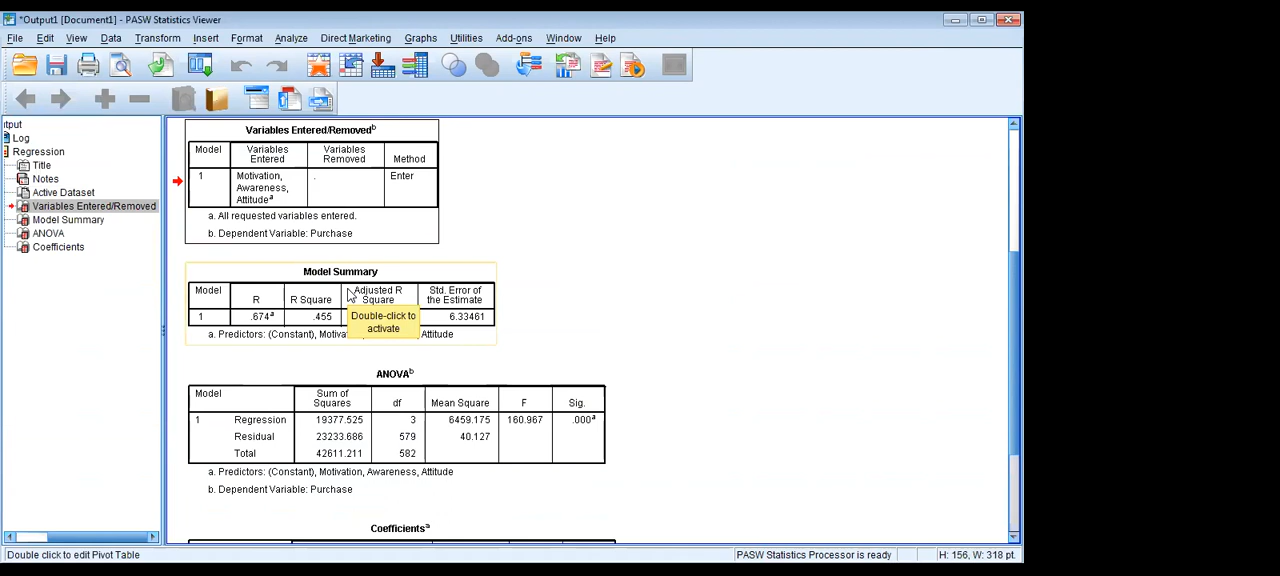 *Output1 [Document1] - PASW Statistics Viewer
File Edit View Data Transform Insert Format Analyze Direct Marketing Graphs Utilities Add-ons Window Help
tput
Log
Regression
Title
Notes
Active Dataset
Variables Entered/Removed
Model Summary
ANOVA
Coefficients
Variables Entered/Removedb
Model Variables Entered Variables Removed Method
1 Motivation, Awareness, Attitudea . Enter
a. All requested variables entered.
b. Dependent Variable: Purchase
Model Summary
Model R R Square Adjusted R Square Std. Error of the Estimate
1 .674a .455 6.33461
Double-click to
activate
a. Predictors: (Constant), Motiva Attitude
ANOVAb
Model Sum of Squares df Mean Square F Sig.
1 Regression 19377.525 3 6459.175 160.967 .000a
Residual 23233.686 579 40.127
Total 42611.211 582
a. Predictors: (Constant), Motivation, Awareness, Attitude
b. Dependent Variable: Purchase
Coefficientsa
Double click to edit Pivot Table PASW Statistics Processor is ready H: 156, W: 318 pt.